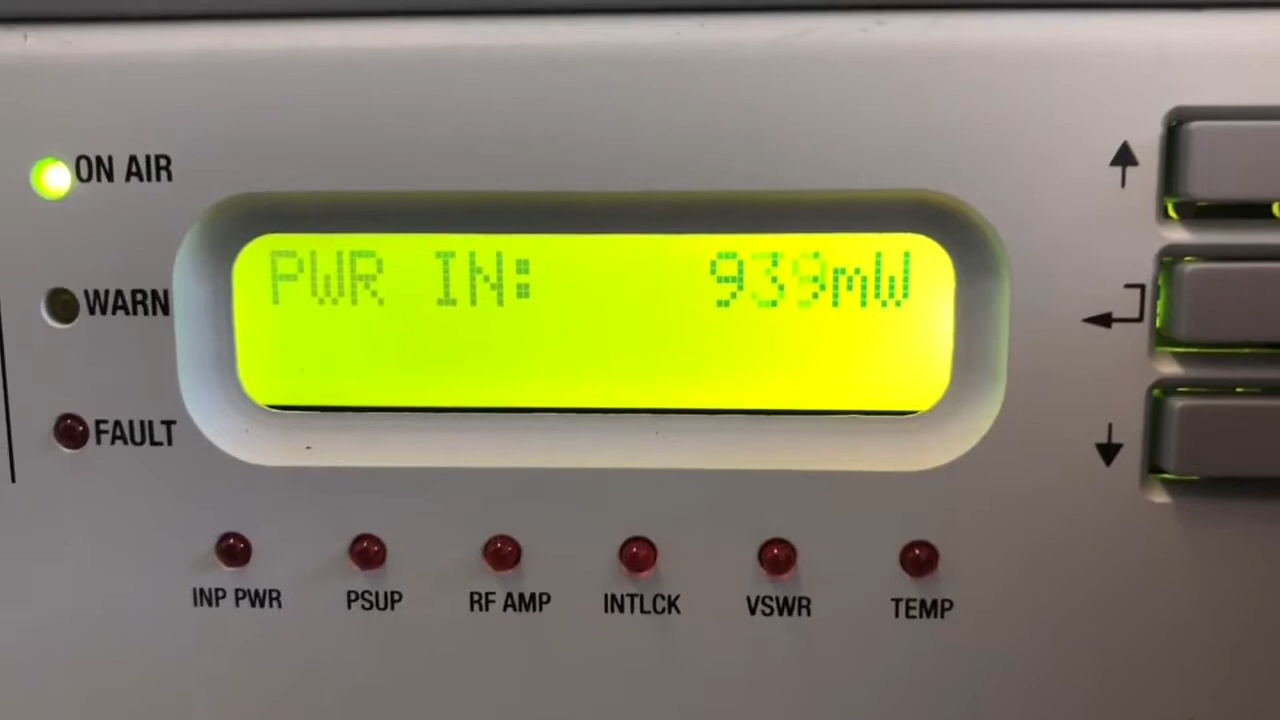 ON AIR
PWR IN: 939mW
WARN
FAULT
INP PWR PSUP RF AMP INTLCK VSWR TEMP